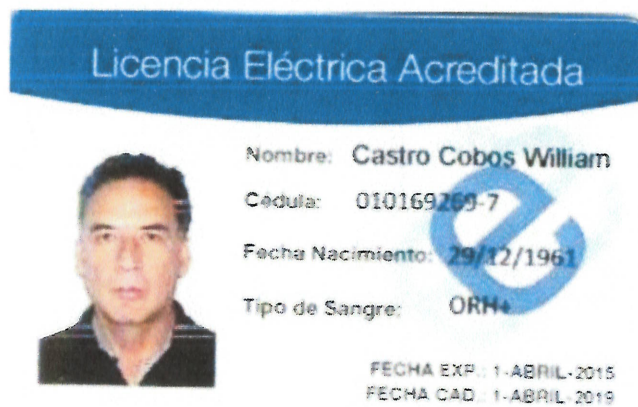 Licencia Eléctrica Acreditada
Nombre: Castro Cobos William
Cedula: 010169269-7
Fecha Nacimiento: 29/12/1961
Tipo de Sangre: ORH+
FECHA EXP.: 1-ABRIL-2015
FECHA CAD.: 1-ABRIL-2019